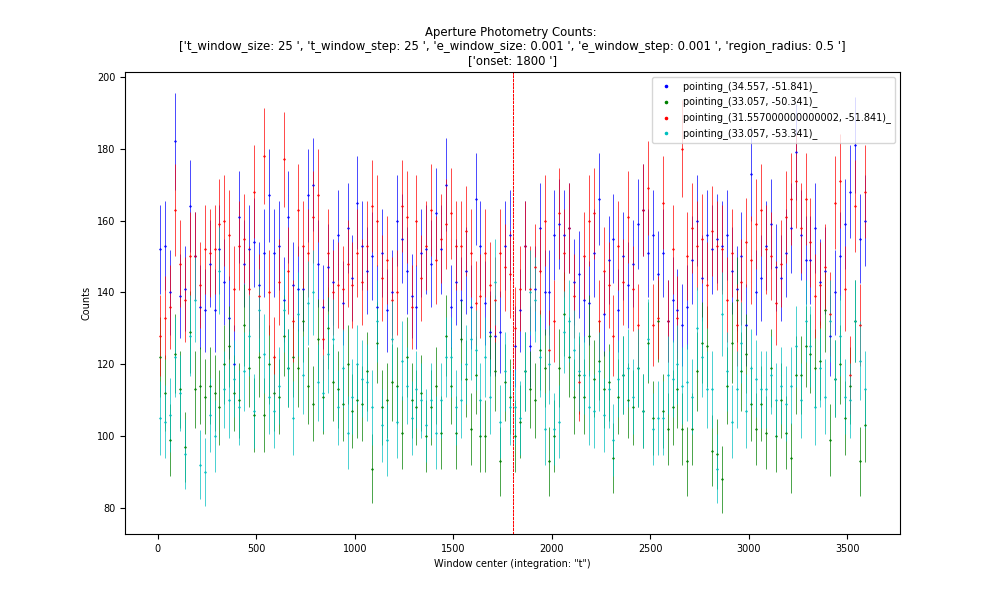 Aperture Photometry Counts:
['t_window_size: 25 ', 't_window_step: 25 ', 'e_window_size: 0.001 ', 'e_window_step: 0.001 ', 'region_radius: 0.5 ']
['onset: 1800 ']
200
180
160
140
120
100
80
Counts
pointing_(34.557, -51.841)_
pointing_(33.057, -50.341)_
pointing_(31.557000000000002, -51.841)_
pointing_(33.057, -53.341)_
0 500 1000 1500 2000 2500 3000 3500
Window center (integration: "t")